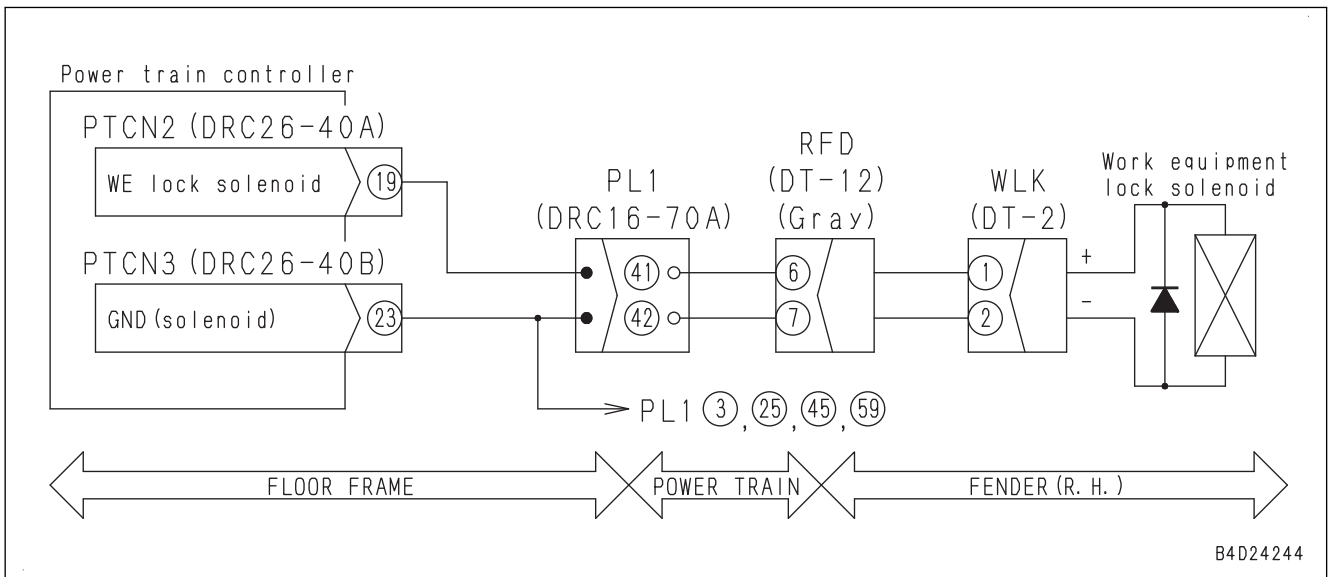 Power train controller
PTCN2 (DRC26-40A)
WE lock solenoid
19
PTCN3 (DRC26-40B)
GND (solenoid)
23
PL1
(DRC16-70A)
41
42
RFD
(DT-12)
(Gray)
6
7
WLK
(DT-2)
1
2
Work equipment
lock solenoid
+
-
PL1 3, 25, 45, 59
FLOOR FRAME
POWER TRAIN
FENDER (R. H.)
B4D24244